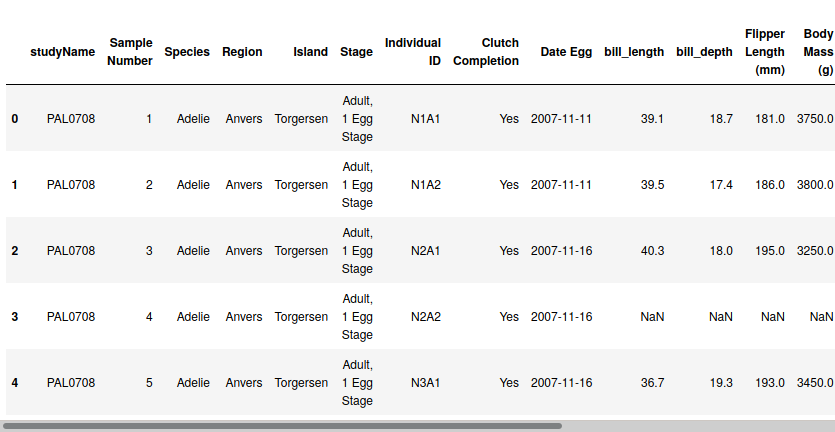 studyName Sample Number Species Region Island Stage Individual ID Clutch Completion Date Egg bill_length bill_depth Flipper Length (mm) Body Mass (g)
0 PAL0708 1 Adelie Anvers Torgersen Adult, 1 Egg Stage N1A1 Yes 2007-11-11 39.1 18.7 181.0 3750.0
1 PAL0708 2 Adelie Anvers Torgersen Adult, 1 Egg Stage N1A2 Yes 2007-11-11 39.5 17.4 186.0 3800.0
2 PAL0708 3 Adelie Anvers Torgersen Adult, 1 Egg Stage N2A1 Yes 2007-11-16 40.3 18.0 195.0 3250.0
3 PAL0708 4 Adelie Anvers Torgersen Adult, 1 Egg Stage N2A2 Yes 2007-11-16 NaN NaN NaN NaN
4 PAL0708 5 Adelie Anvers Torgersen Adult, 1 Egg Stage N3A1 Yes 2007-11-16 36.7 19.3 193.0 3450.0